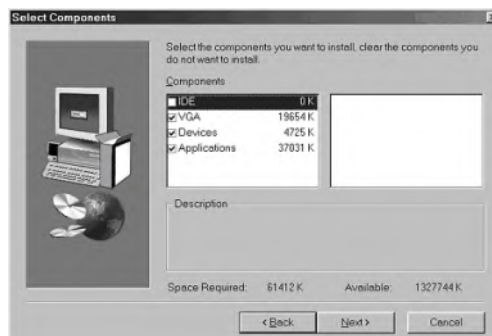 Select Components
Select the components you want to install, clear the components you
do not want to install.
Components
IDE 0 K
VGA 19654 K
Devices 4725 K
Applications 37031 K
Description
Space Required: 61412 K Available: 1327744 K
< Back Next > Cancel